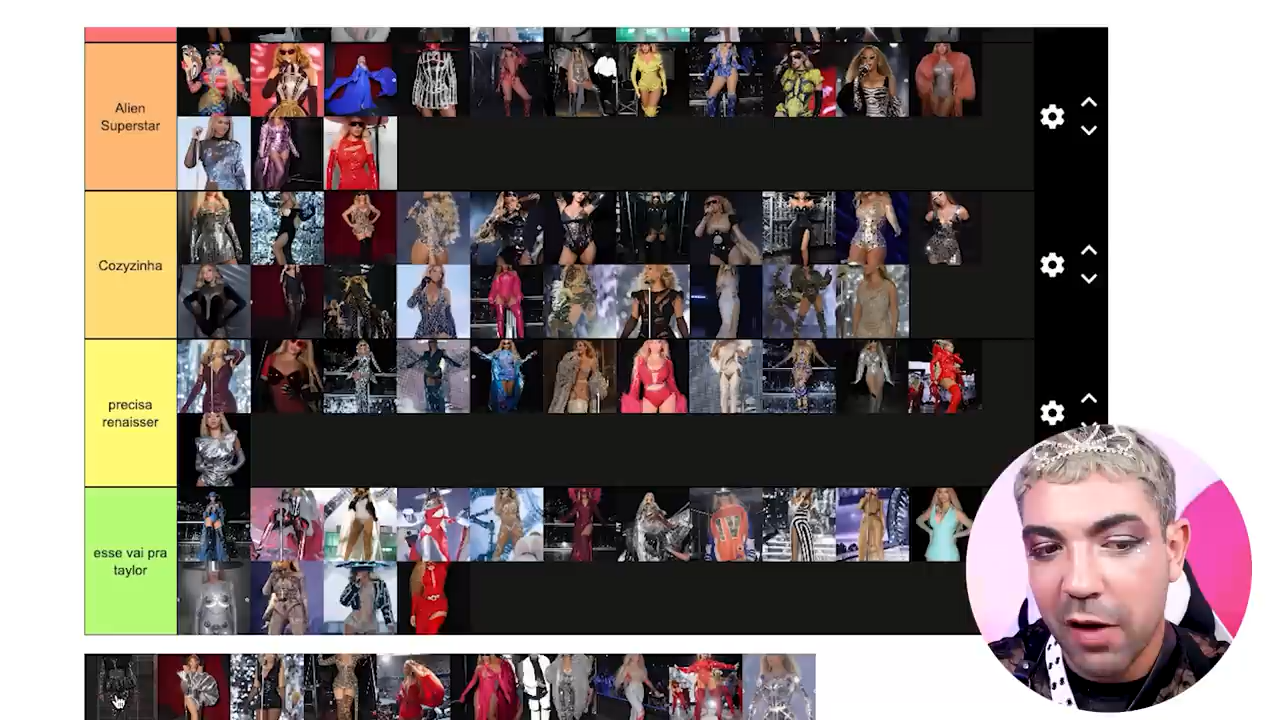 Alien
Superstar
Cozyzinha
precisa
renaisser
esse vai pra
taylor